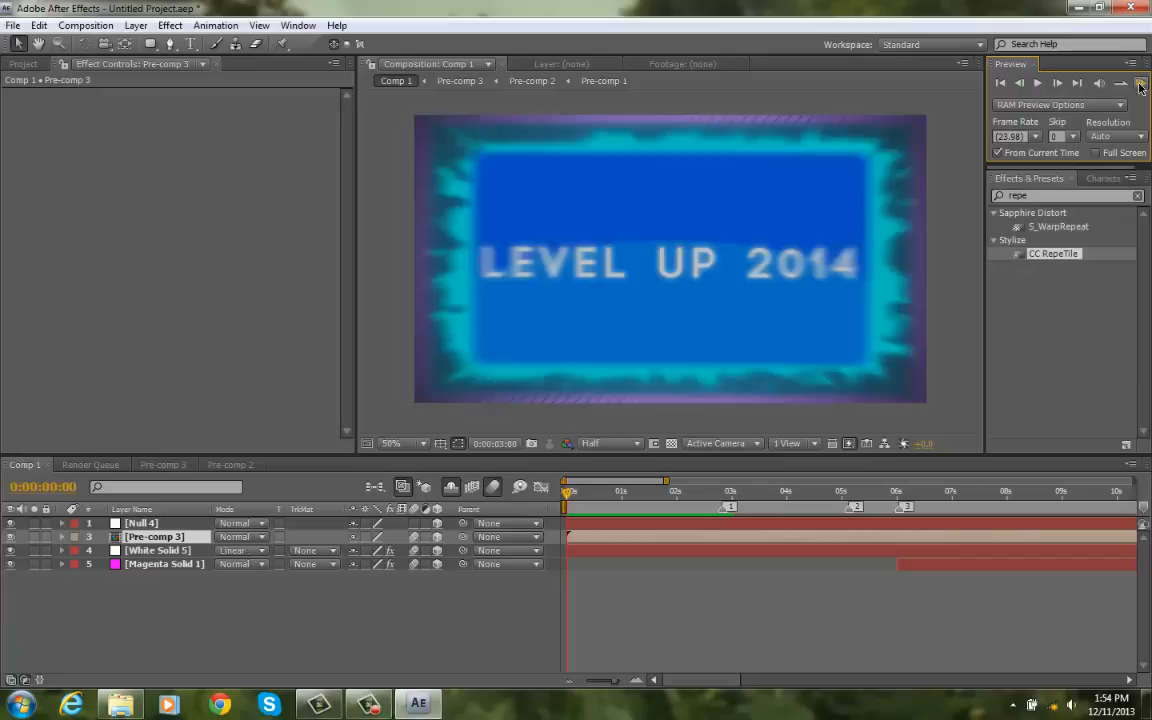 Adobe After Effects - Untitled Project.aep *
File Edit Composition Layer Effect Animation View Window Help
Workspace: Standard Search Help
Project Effect Controls: Pre-comp 3 Composition: Comp 1 Layer: (none) Footage: (none) Preview
Comp 1 • Pre-comp 3
Comp 1 Pre-comp 3 Pre-comp 2 Pre-comp 1
RAM Preview Options
Frame Rate Skip Resolution
(23.98) 0 Auto
From Current Time Full Screen
Effects & Presets Characte
repe
Sapphire Distort
S_WarpRepeat
Stylize
CC RepeTile
LEVEL UP 2014
50% 0:00:03:00 Half Active Camera 1 View +0.0
Comp 1 Render Queue Pre-comp 3 Pre-comp 2
0:00:00:00
01s 02s 03s 04s 05s 06s 07s 08s 09s 10s
# Layer Name Mode T TrkMat Parent
1 2 3
1 [Null 4] Normal None
3 [Pre-comp 3] Normal None
4 [White Solid 5] Linear ... None None
5 [Magenta Solid 1] Normal None None
AE
1:54 PM
12/11/2013